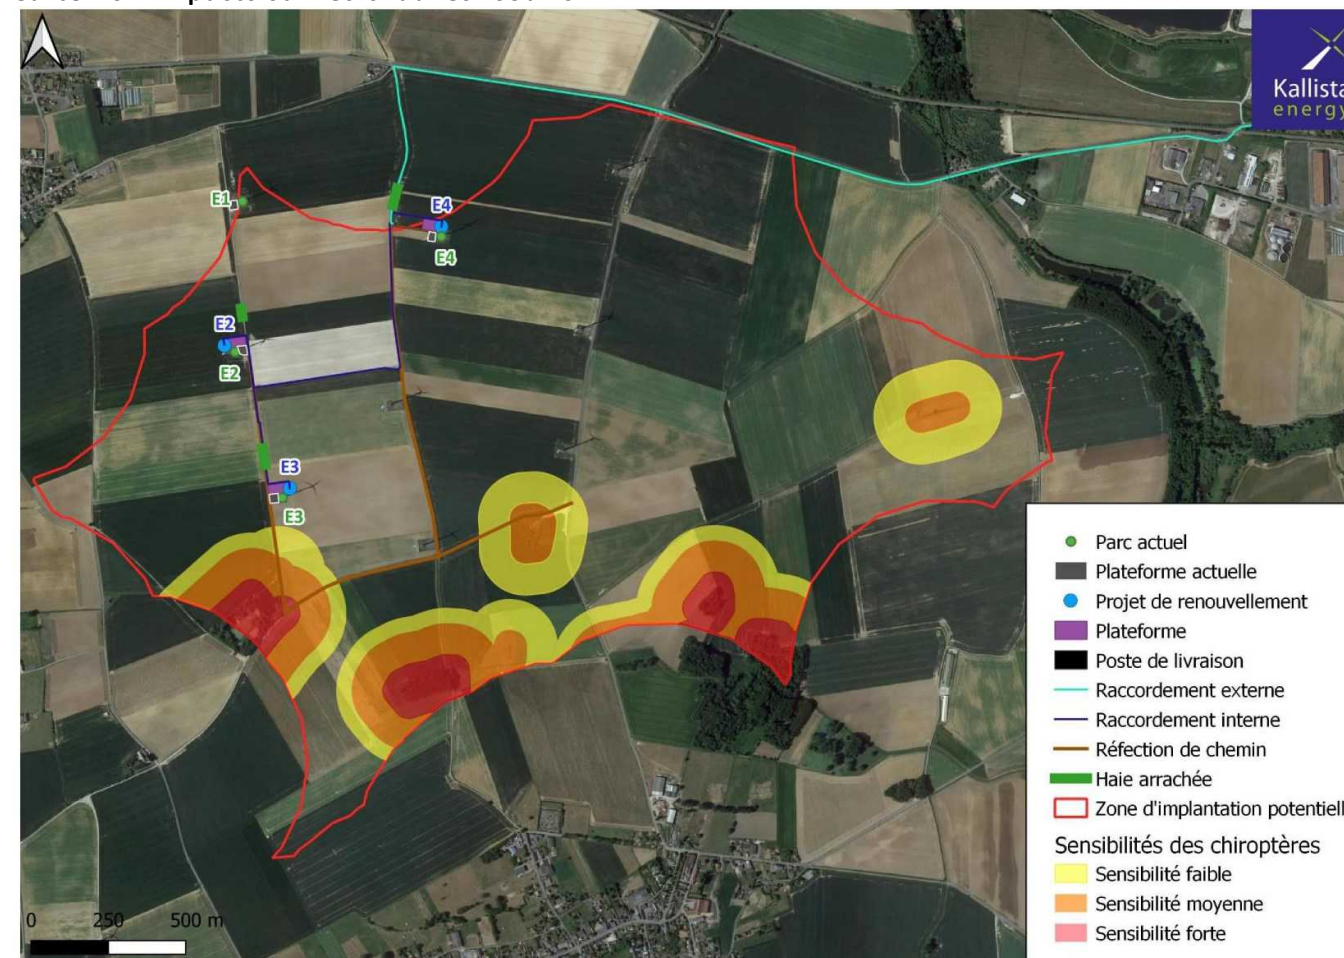 Kallista
energy
E1
E4
E4
E2
E2
E3
E3
Parc actuel
Plateforme actuelle
Projet de renouvellement
Plateforme
Poste de livraison
Raccordement externe
Raccordement interne
Réfection de chemin
Haie arrachée
Zone d'implantation potentiell
Sensibilités des chiroptères
Sensibilité faible
Sensibilité moyenne
Sensibilité forte
0 250 500 m